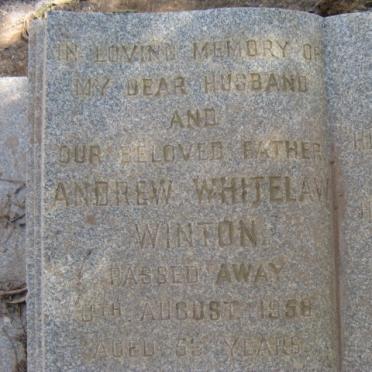 IN LOVING MEMORY OF
MY DEAR HUSBAND
AND
OUR BELOVED FATHER
ANDREW WHITELAW
WINTON
PASSED AWAY
AUGUST 1958
AGED YEARS